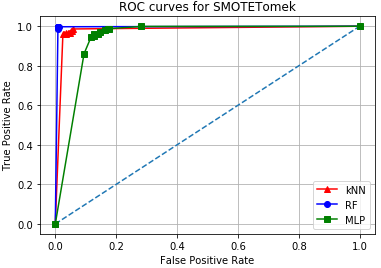 ROC curves for SMOTETomek
True Positive Rate
1.0
0.8
0.6
0.4
0.2
0.0
kNN
RF
MLP
0.0 0.2 0.4 0.6 0.8 1.0
False Positive Rate